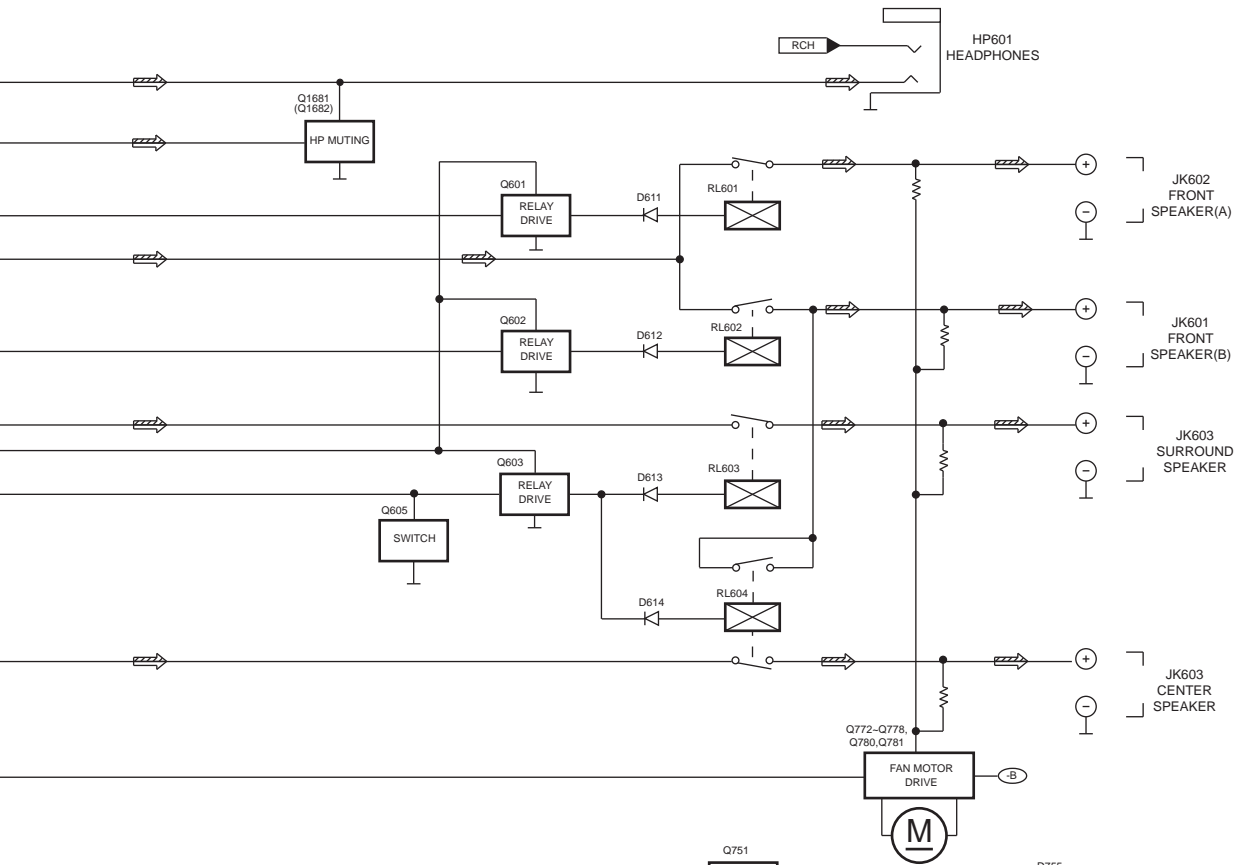 RCH
HP601
HEADPHONES
Q1681
(Q1682)
HP MUTING
Q601
RELAY
DRIVE
D611
RL601
+
−
JK602
FRONT
SPEAKER(A)
Q602
RELAY
DRIVE
D612
RL602
+
−
JK601
FRONT
SPEAKER(B)
Q603
RELAY
DRIVE
D613
RL603
+
−
JK603
SURROUND
SPEAKER
Q605
SWITCH
D614
RL604
+
−
JK603
CENTER
SPEAKER
Q772~Q778,
Q780,Q781
FAN MOTOR
DRIVE
-B
M
Q751